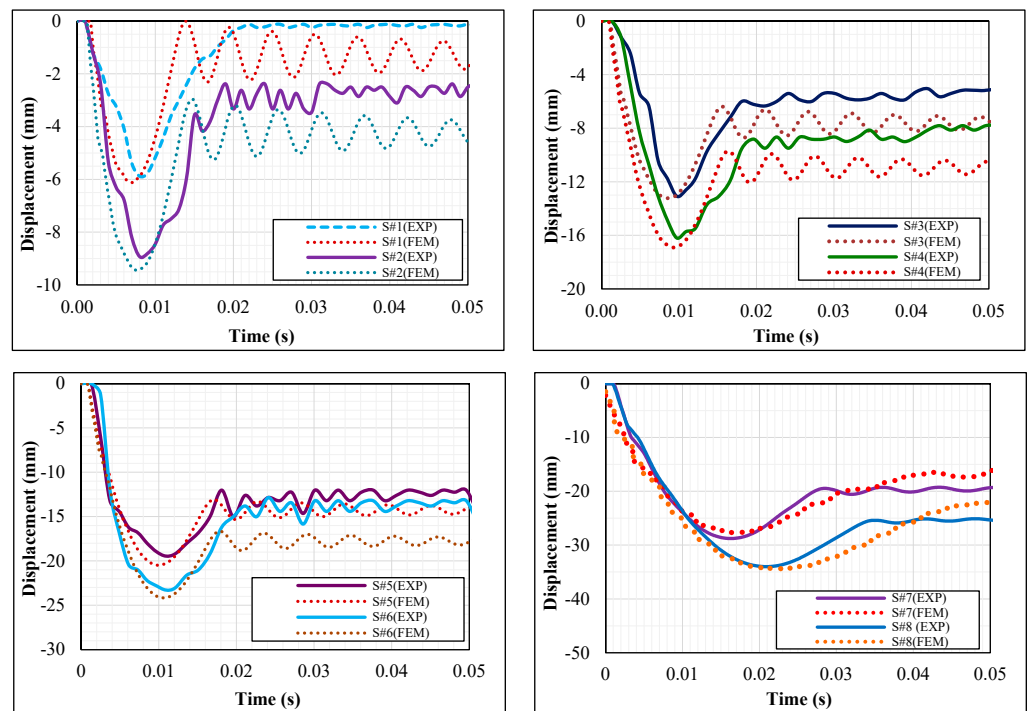 0
-2
-4
-6
-8
-10
0.00 0.01 0.02 0.03 0.04 0.05
Displacement (mm)
Time (s)
S#1(EXP)
S#1(FEM)
S#2(EXP)
S#2(FEM)
0
-4
-8
-12
-16
-20
0.00 0.01 0.02 0.03 0.04 0.05
Displacement (mm)
Time (s)
S#3(EXP)
S#3(FEM)
S#4(EXP)
S#4(FEM)
0
-5
-10
-15
-20
-25
-30
0 0.01 0.02 0.03 0.04 0.05
Displacement (mm)
Time (s)
S#5(EXP)
S#5(FEM)
S#6(EXP)
S#6(FEM)
0
-10
-20
-30
-40
-50
0 0.01 0.02 0.03 0.04 0.05
Displacement (mm)
Time (s)
S#7(EXP)
S#7(FEM)
S#8 (EXP)
S#8(FEM)